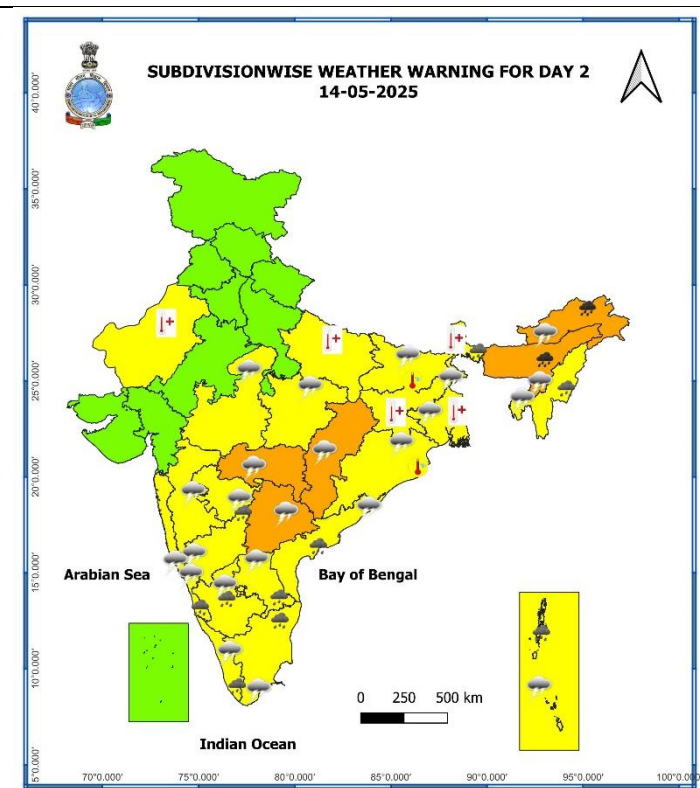 SUBDIVISIONWISE WEATHER WARNING FOR DAY 2
14-05-2025
40°0.000'
35°0.000'
30°0.000'
25°0.000'
20°0.000'
15°0.000'
10°0.000'
5°0.000'
Arabian Sea
Bay of Bengal
0 250 500 km
Indian Ocean
70°0.000' 75°0.000' 80°0.000' 85°0.000' 90°0.000' 95°0.000' 100°0.000'